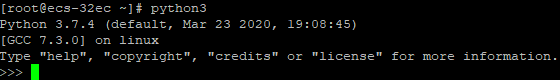 [root@ecs-32ec ~]# python3
Python 3.7.4 (default, Mar 23 2020, 19:08:45)
[GCC 7.3.0] on linux
Type "help", "copyright", "credits" or "license" for more information.
>>>